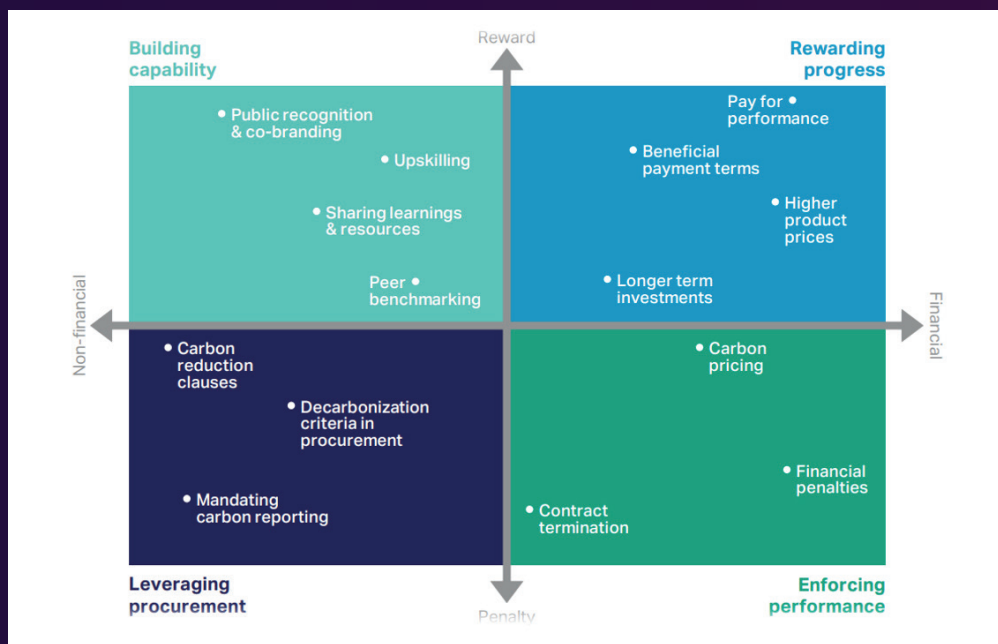 Building
capability
Reward
Rewarding
progress
Public recognition
& co-branding
Upskilling
Sharing learnings
& resources
Peer
benchmarking
Pay for
performance
Beneficial
payment terms
Higher
product
prices
Longer term
investments
Non-financial
Financial
Carbon
reduction
clauses
Decarbonization
criteria in
procurement
Mandating
carbon reporting
Carbon
pricing
Financial
penalties
Contract
termination
Leveraging
procurement
Penalty
Enforcing
performance